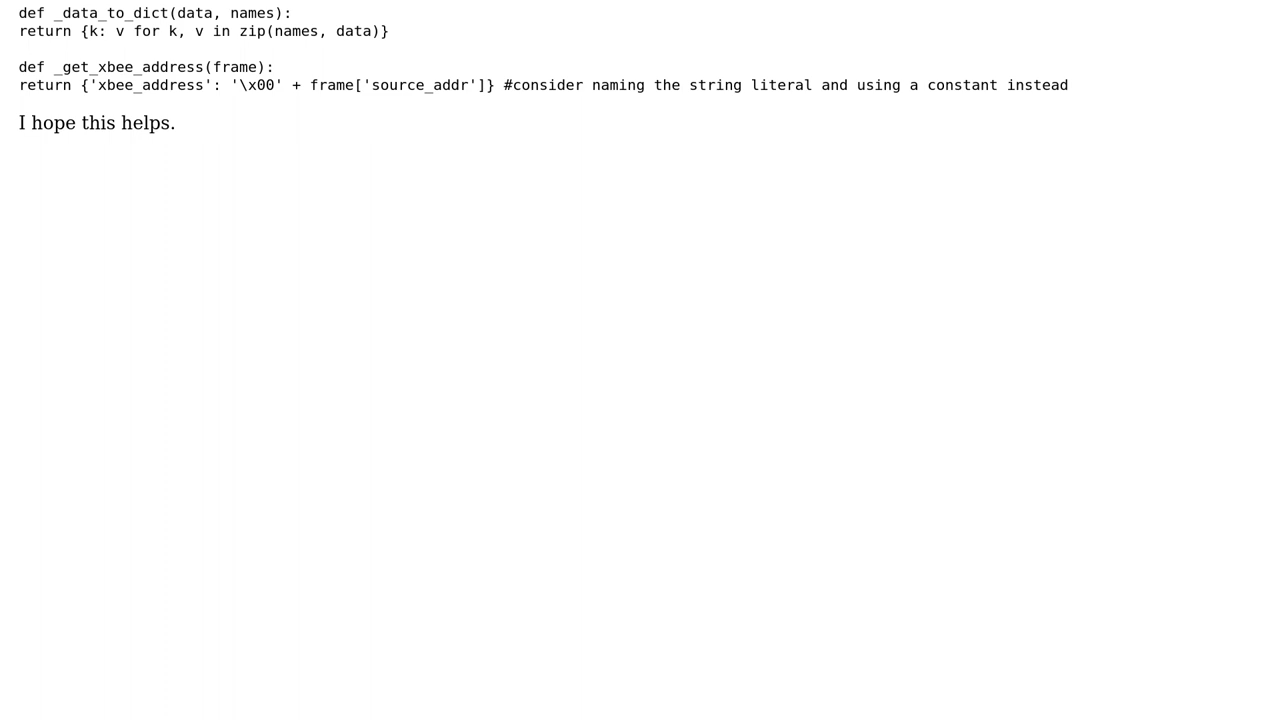 def _data_to_dict(data, names):
return {k: v for k, v in zip(names, data)}
def _get_xbee_address(frame):
return {'xbee_address': '\x00' + frame['source_addr']} #consider naming the string literal and using a constant instead
I hope this helps.